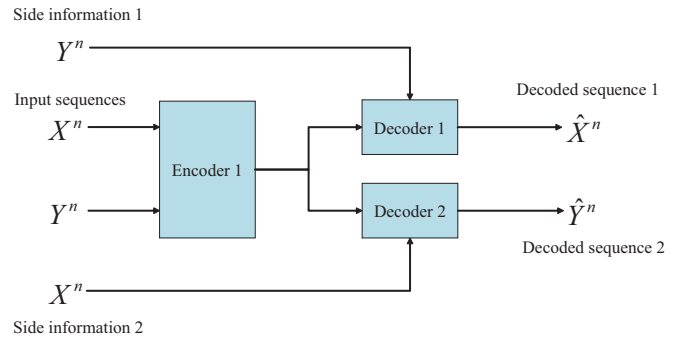 Side information 1
Yⁿ
Input sequences
Xⁿ
Yⁿ
Xⁿ
Side information 2
Encoder 1
Decoder 1
Decoder 2
Decoded sequence 1
X̂ⁿ
Ŷⁿ
Decoded sequence 2